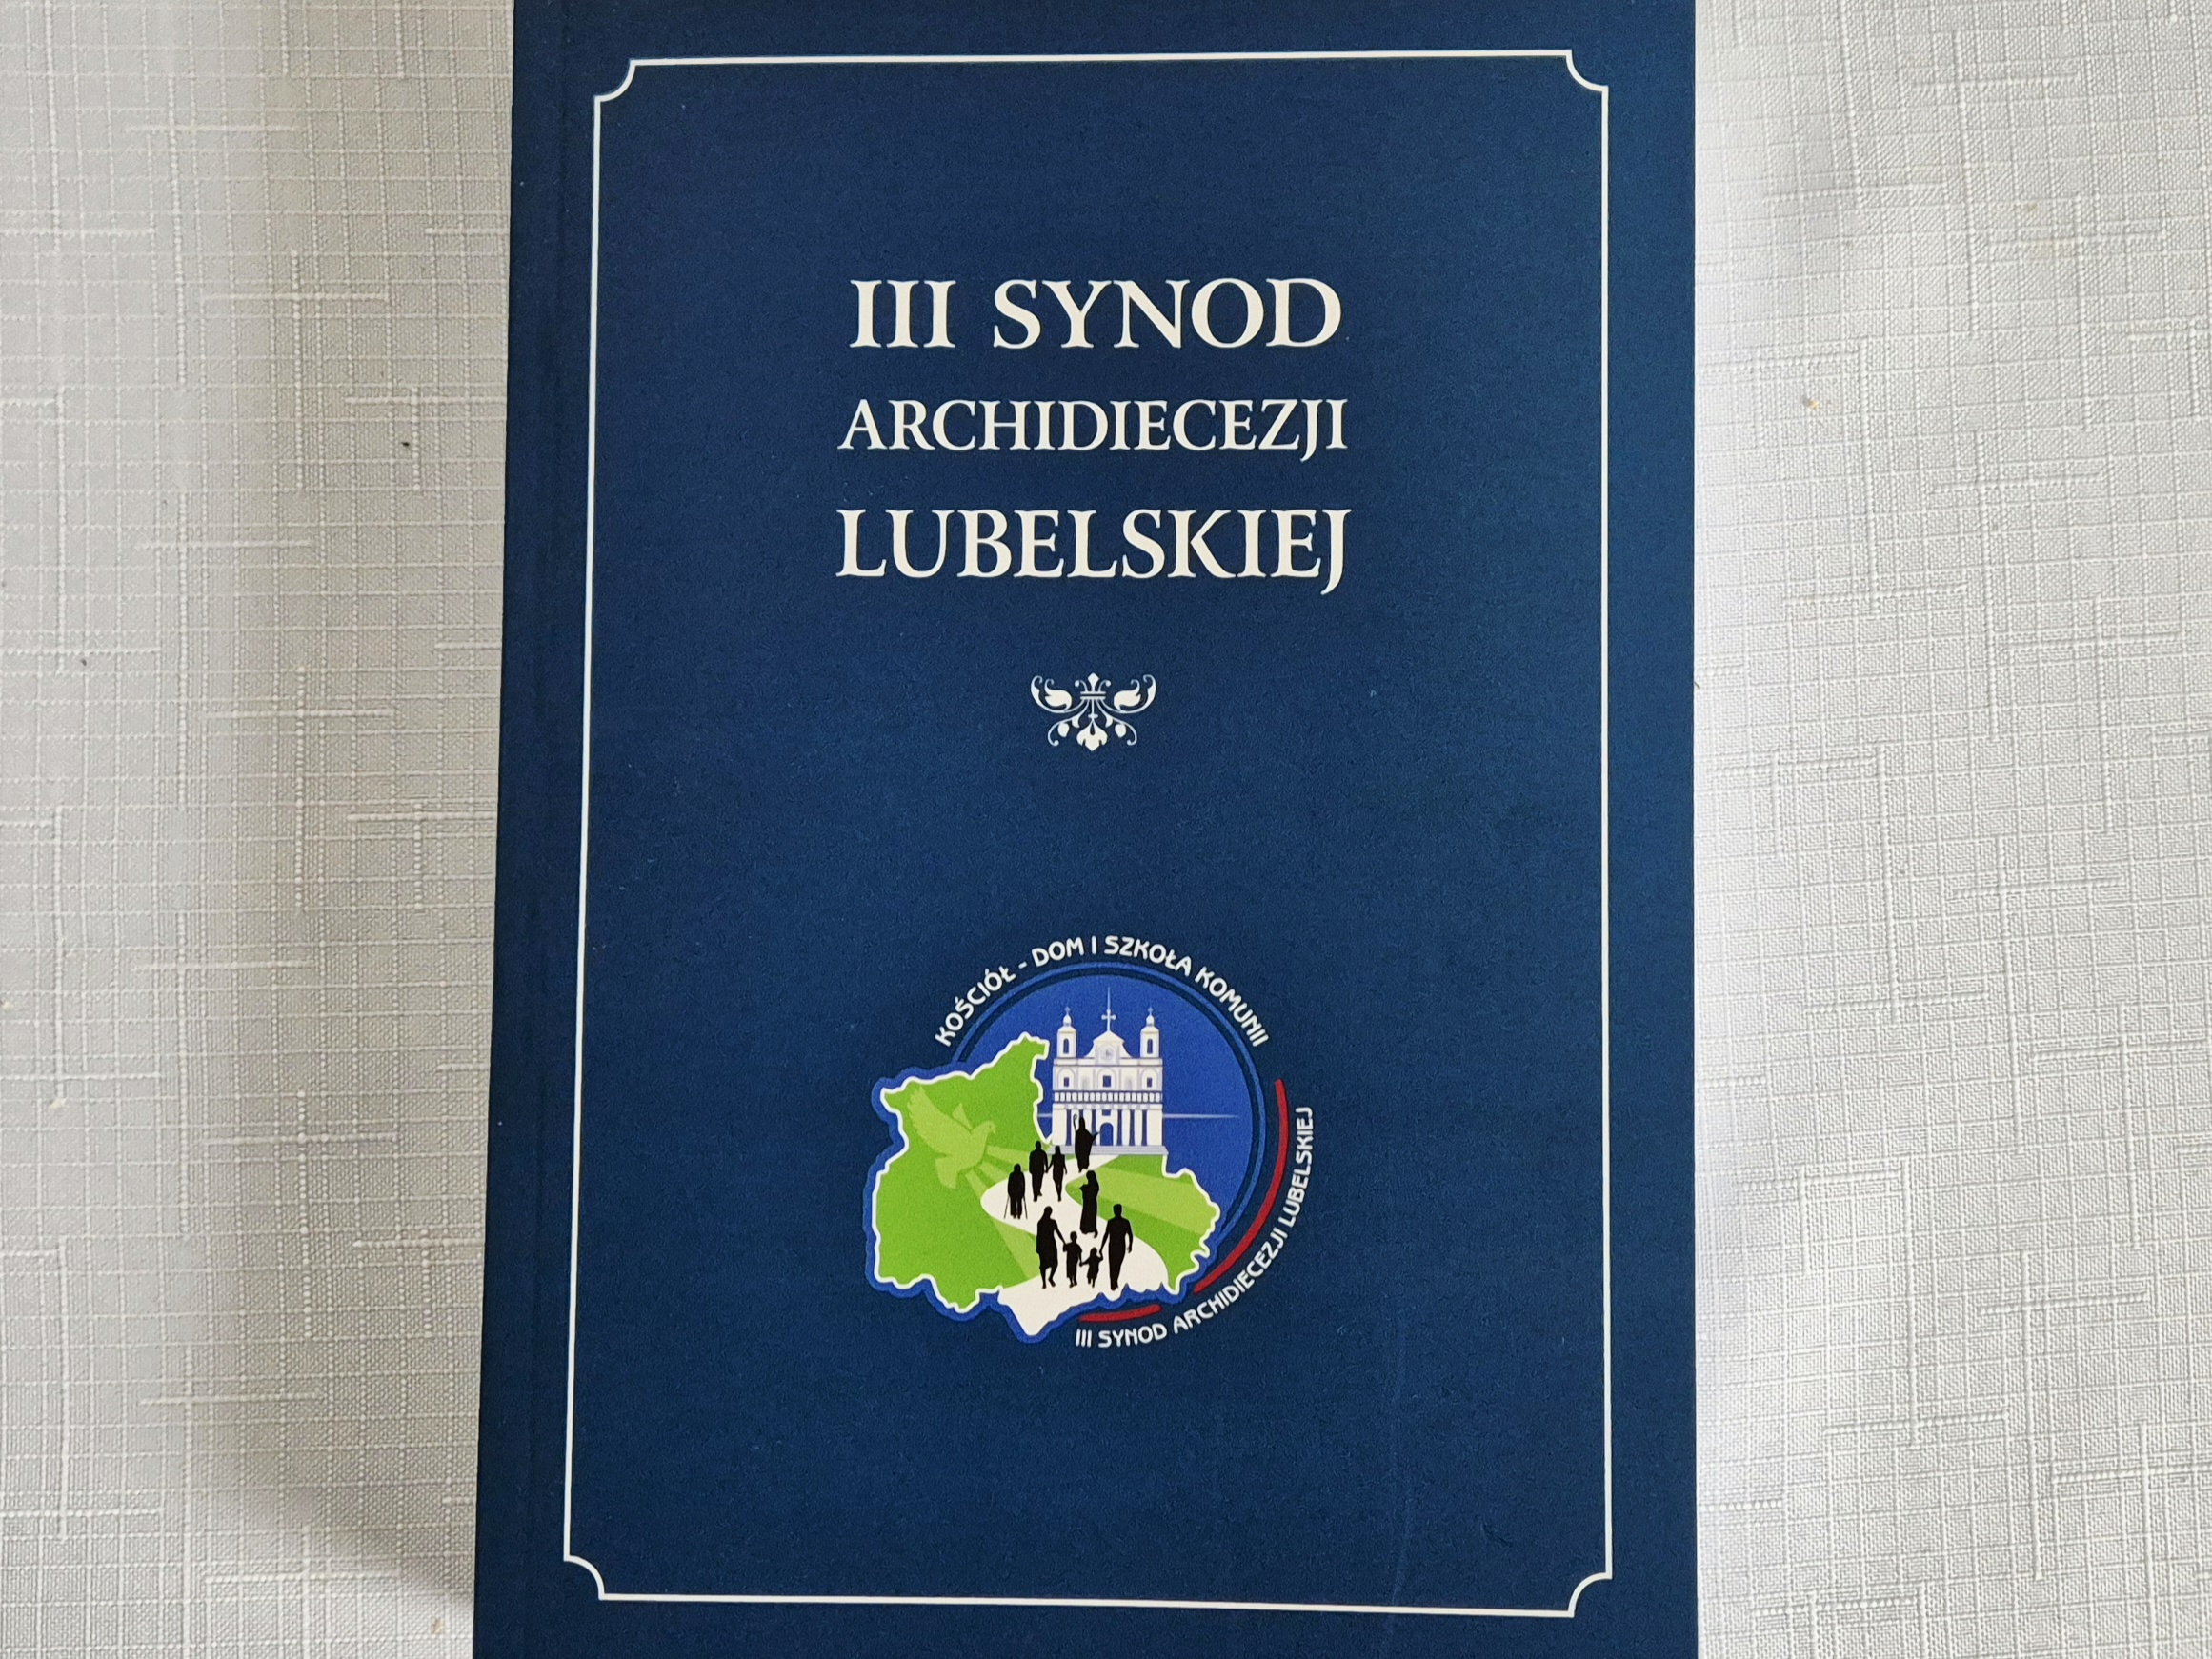 III SYNOD
ARCHIDIECEZJI
LUBELSKIEJ
KOŚCIÓŁ - DOM I SZKOŁA KOMUNII
III SYNOD ARCHIDIECEZJI LUBELSKIEJ